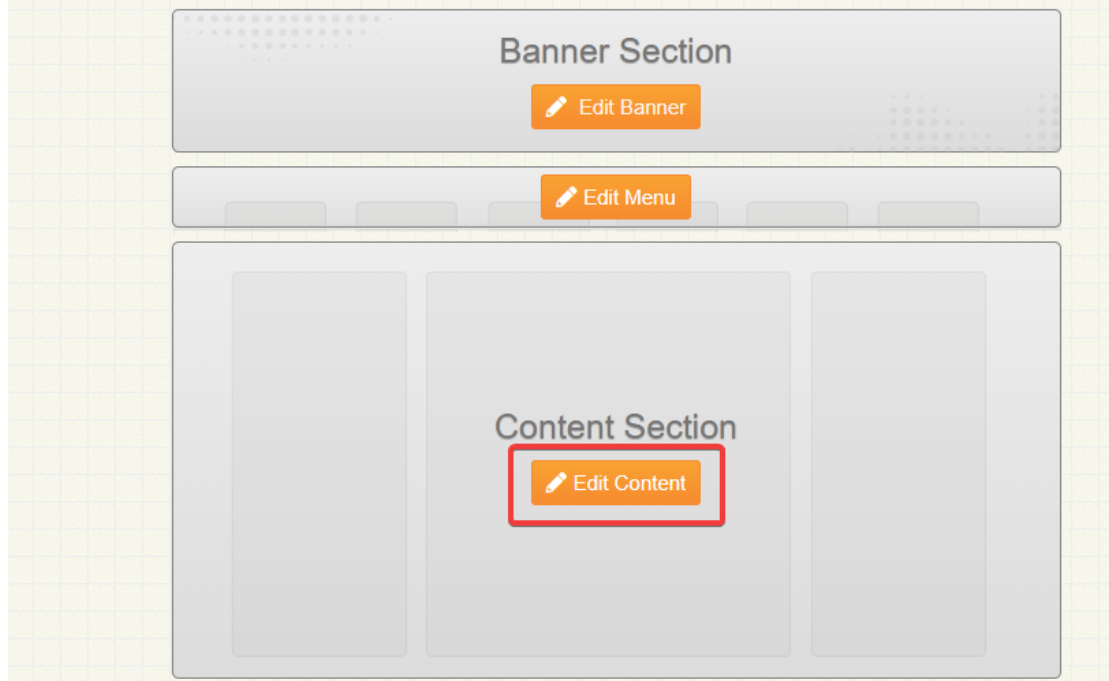 Banner Section
Edit Banner
Edit Menu
Content Section
Edit Content